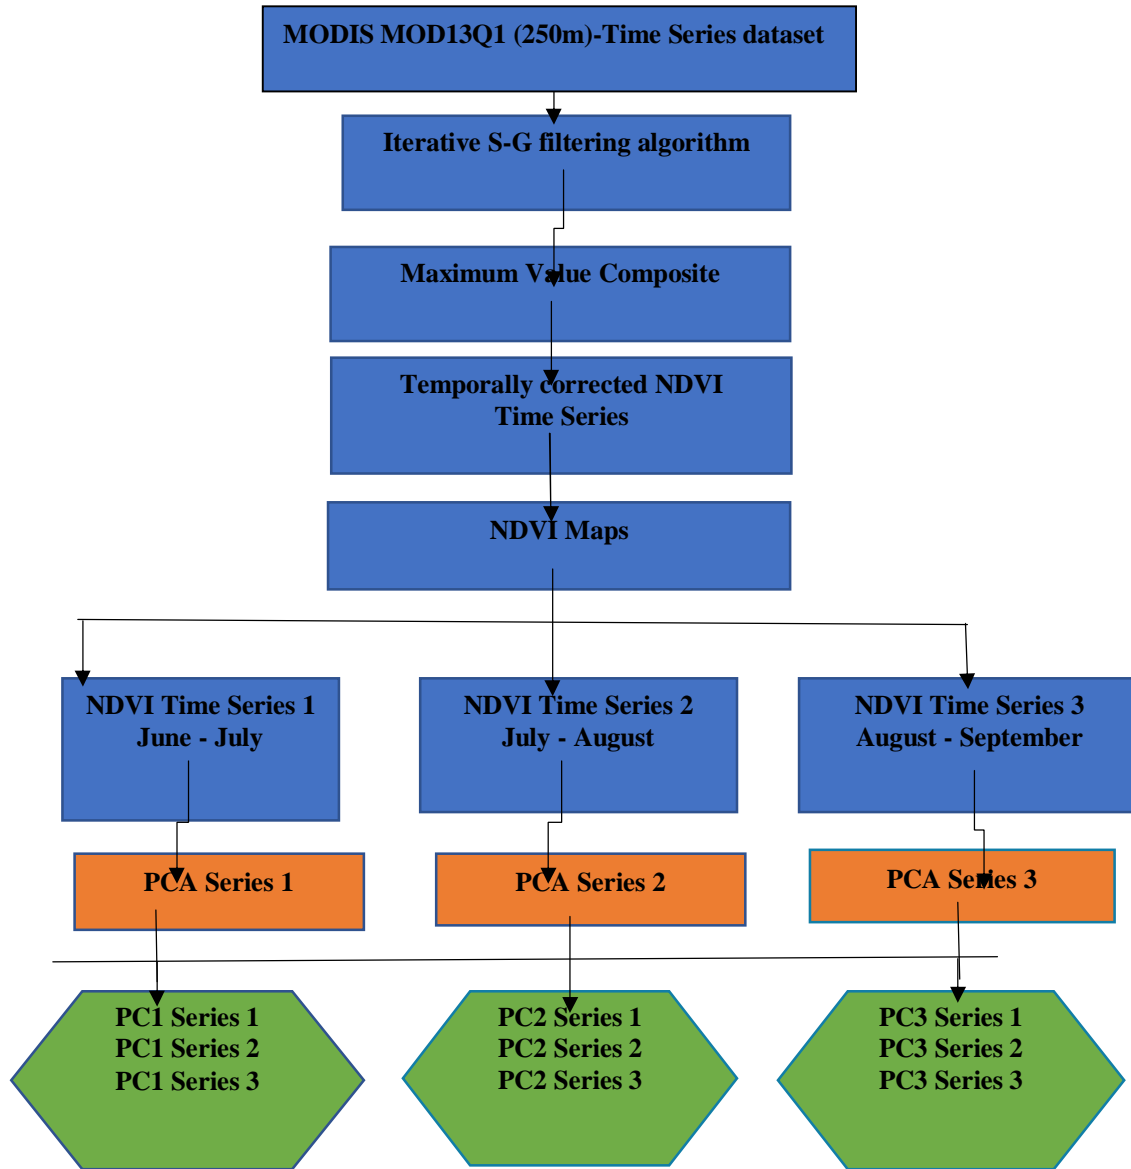 MODIS MOD13Q1 (250m)-Time Series dataset
Iterative S-G filtering algorithm
Maximum Value Composite
Temporally corrected NDVI
Time Series
NDVI Maps
NDVI Time Series 1
June - July
NDVI Time Series 2
July - August
NDVI Time Series 3
August - September
PCA Series 1
PCA Series 2
PCA Series 3
PC1 Series 1
PC1 Series 2
PC1 Series 3
PC2 Series 1
PC2 Series 2
PC2 Series 3
PC3 Series 1
PC3 Series 2
PC3 Series 3